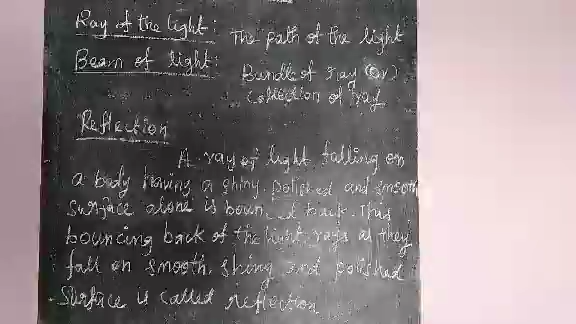 Ray of the light : The path of the light
Beam of light : Bundle of ray (or)
collection of ray
Reflection
A ray of light falling on
a body having a shiny, polished and smooth
surface alone is back. This
bouncing back of the light rays as they
fall on smooth, shiny and polished
surface is called reflection